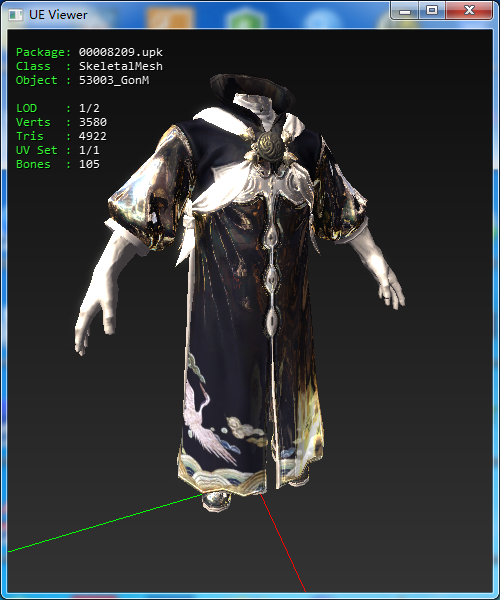 UE Viewer
Package: 00008209.upk
Class : SkeletalMesh
Object : 53003_GonM
LOD : 1/2
Verts : 3580
Tris : 4922
UV Set : 1/1
Bones : 105